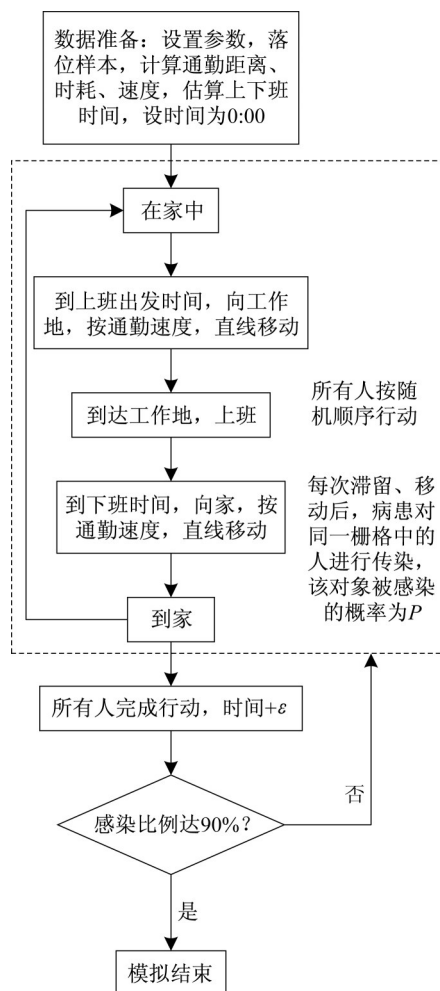 数据准备：设置参数，落
位样本，计算通勤距离、
时耗、速度，估算上下班
时间，设时间为0:00
在家中
到上班出发时间，向工作
地，按通勤速度，直线移动
到达工作地，上班
所有人按随
机顺序行动
到下班时间，向家，按
通勤速度，直线移动
每次滞留、移
动后，病患对
同一栅格中的
人进行传染，
该对象被感染
的概率为P
到家
所有人完成行动，时间+ε
感染比例达90%？
否
是
模拟结束